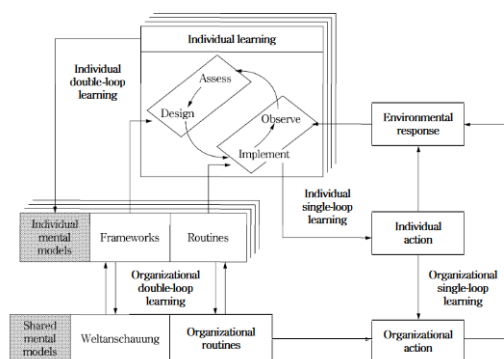 Individual learning
Individual
double-loop
learning
Assess
Design
Observe
Implement
Environmental
response
Individual
single-loop
learning
Individual
mental
models
Frameworks
Routines
Individual
action
Organizational
double-loop
learning
Organizational
single-loop
learning
Shared
mental
models
Weltanschauung
Organizational
routines
Organizational
action